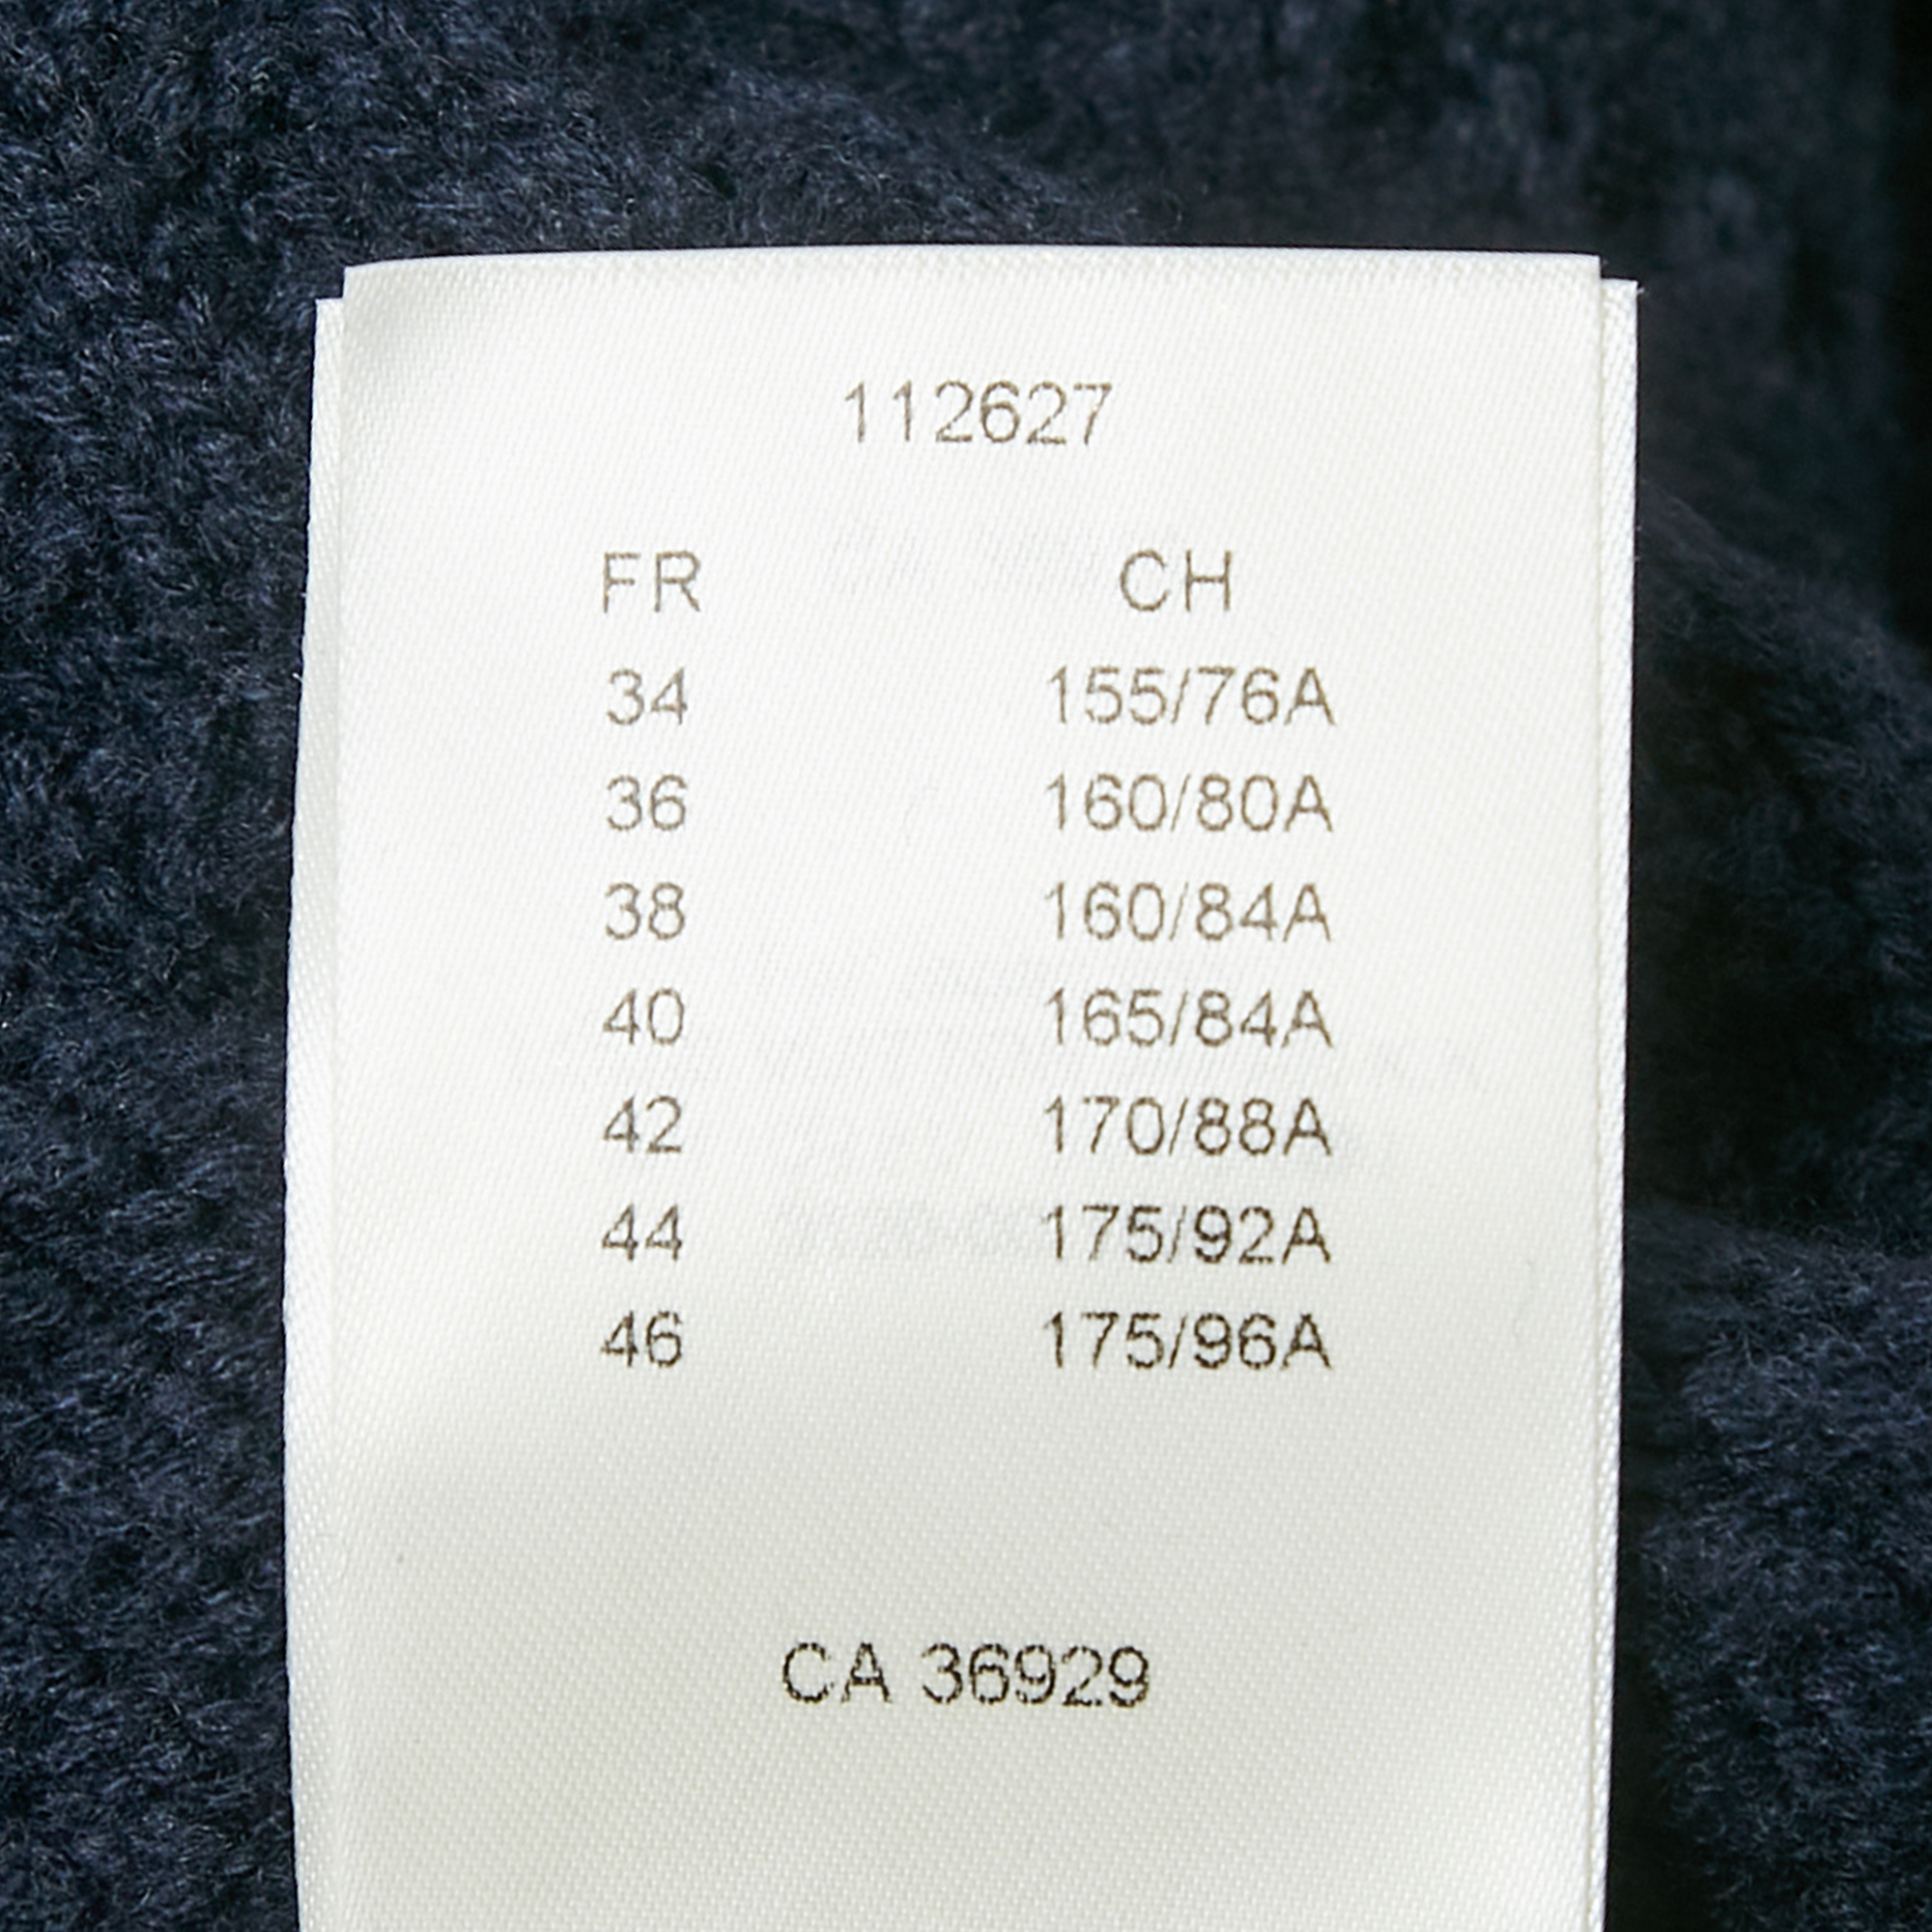 112627
FR CH
34 155/76A
36 160/80A
38 160/84A
40 165/84A
42 170/88A
44 175/92A
46 175/96A
CA 36929